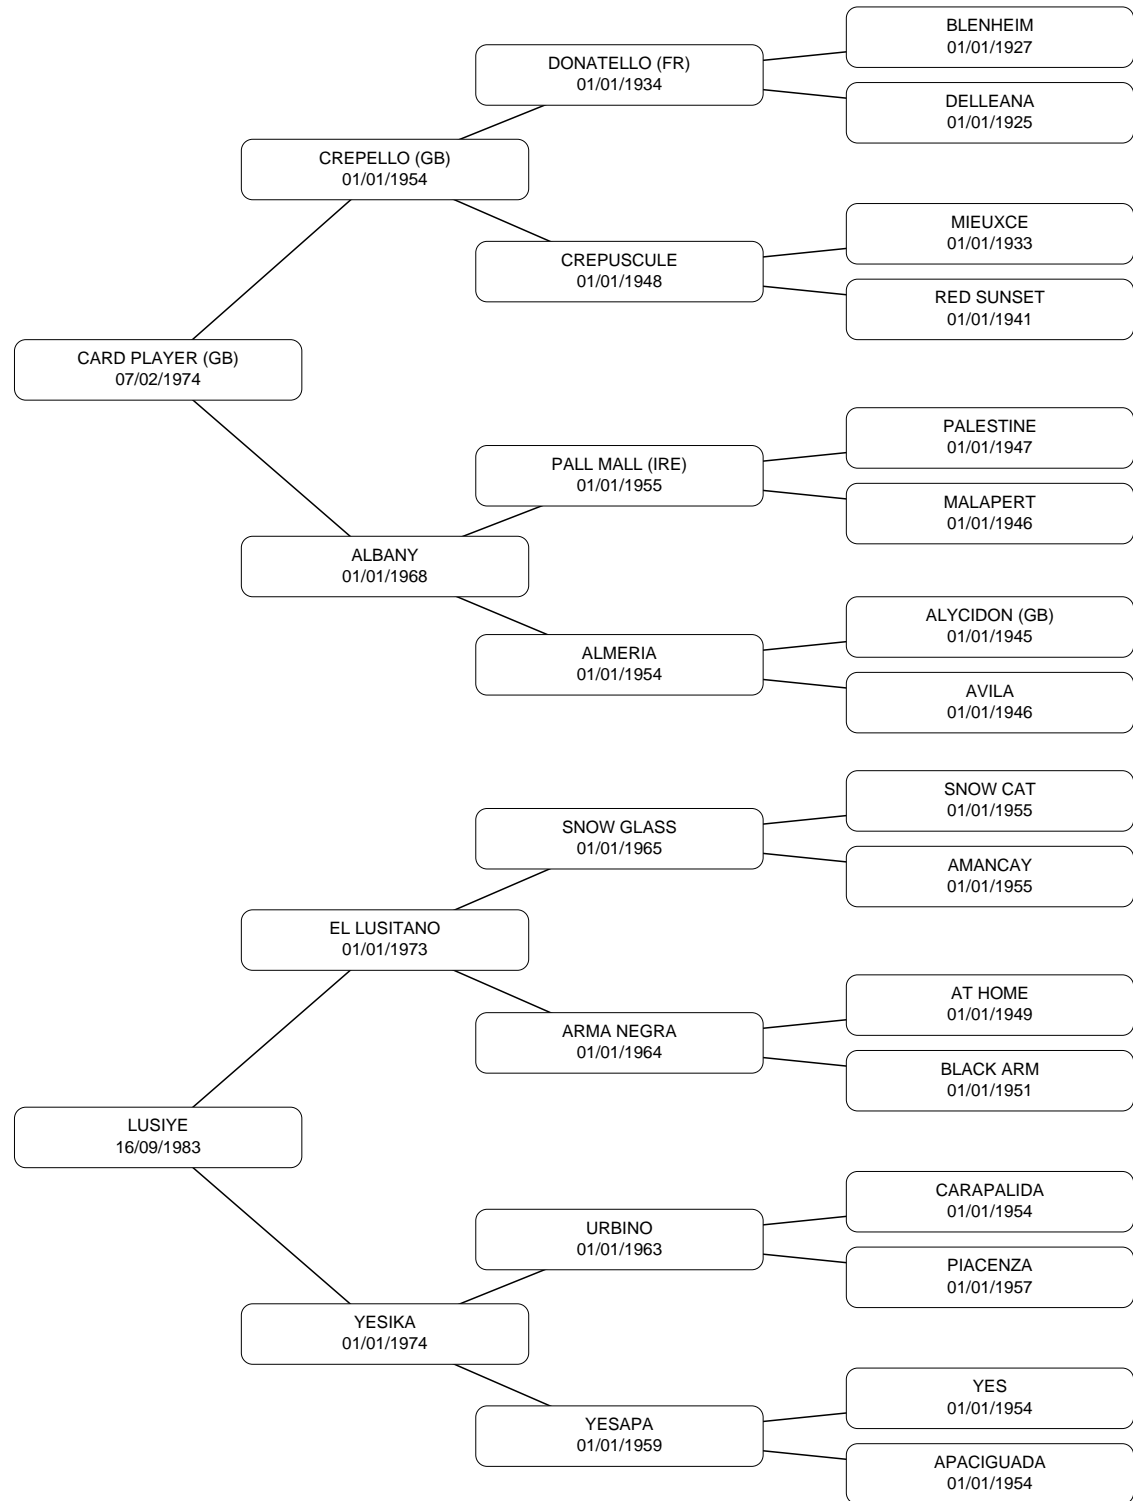 BLENHEIM
01/01/1927
DONATELLO (FR)
01/01/1934
DELLEANA
01/01/1925
CREPELLO (GB)
01/01/1954
MIEUXCE
01/01/1933
CREPUSCULE
01/01/1948
RED SUNSET
01/01/1941
CARD PLAYER (GB)
07/02/1974
PALESTINE
01/01/1947
PALL MALL (IRE)
01/01/1955
MALAPERT
01/01/1946
ALBANY
01/01/1968
ALYCIDON (GB)
01/01/1945
ALMERIA
01/01/1954
AVILA
01/01/1946
SNOW CAT
01/01/1955
SNOW GLASS
01/01/1965
AMANCAY
01/01/1955
EL LUSITANO
01/01/1973
AT HOME
01/01/1949
ARMA NEGRA
01/01/1964
BLACK ARM
01/01/1951
LUSIYE
16/09/1983
CARAPALIDA
01/01/1954
URBINO
01/01/1963
PIACENZA
01/01/1957
YESIKA
01/01/1974
YES
01/01/1954
YESAPA
01/01/1959
APACIGUADA
01/01/1954